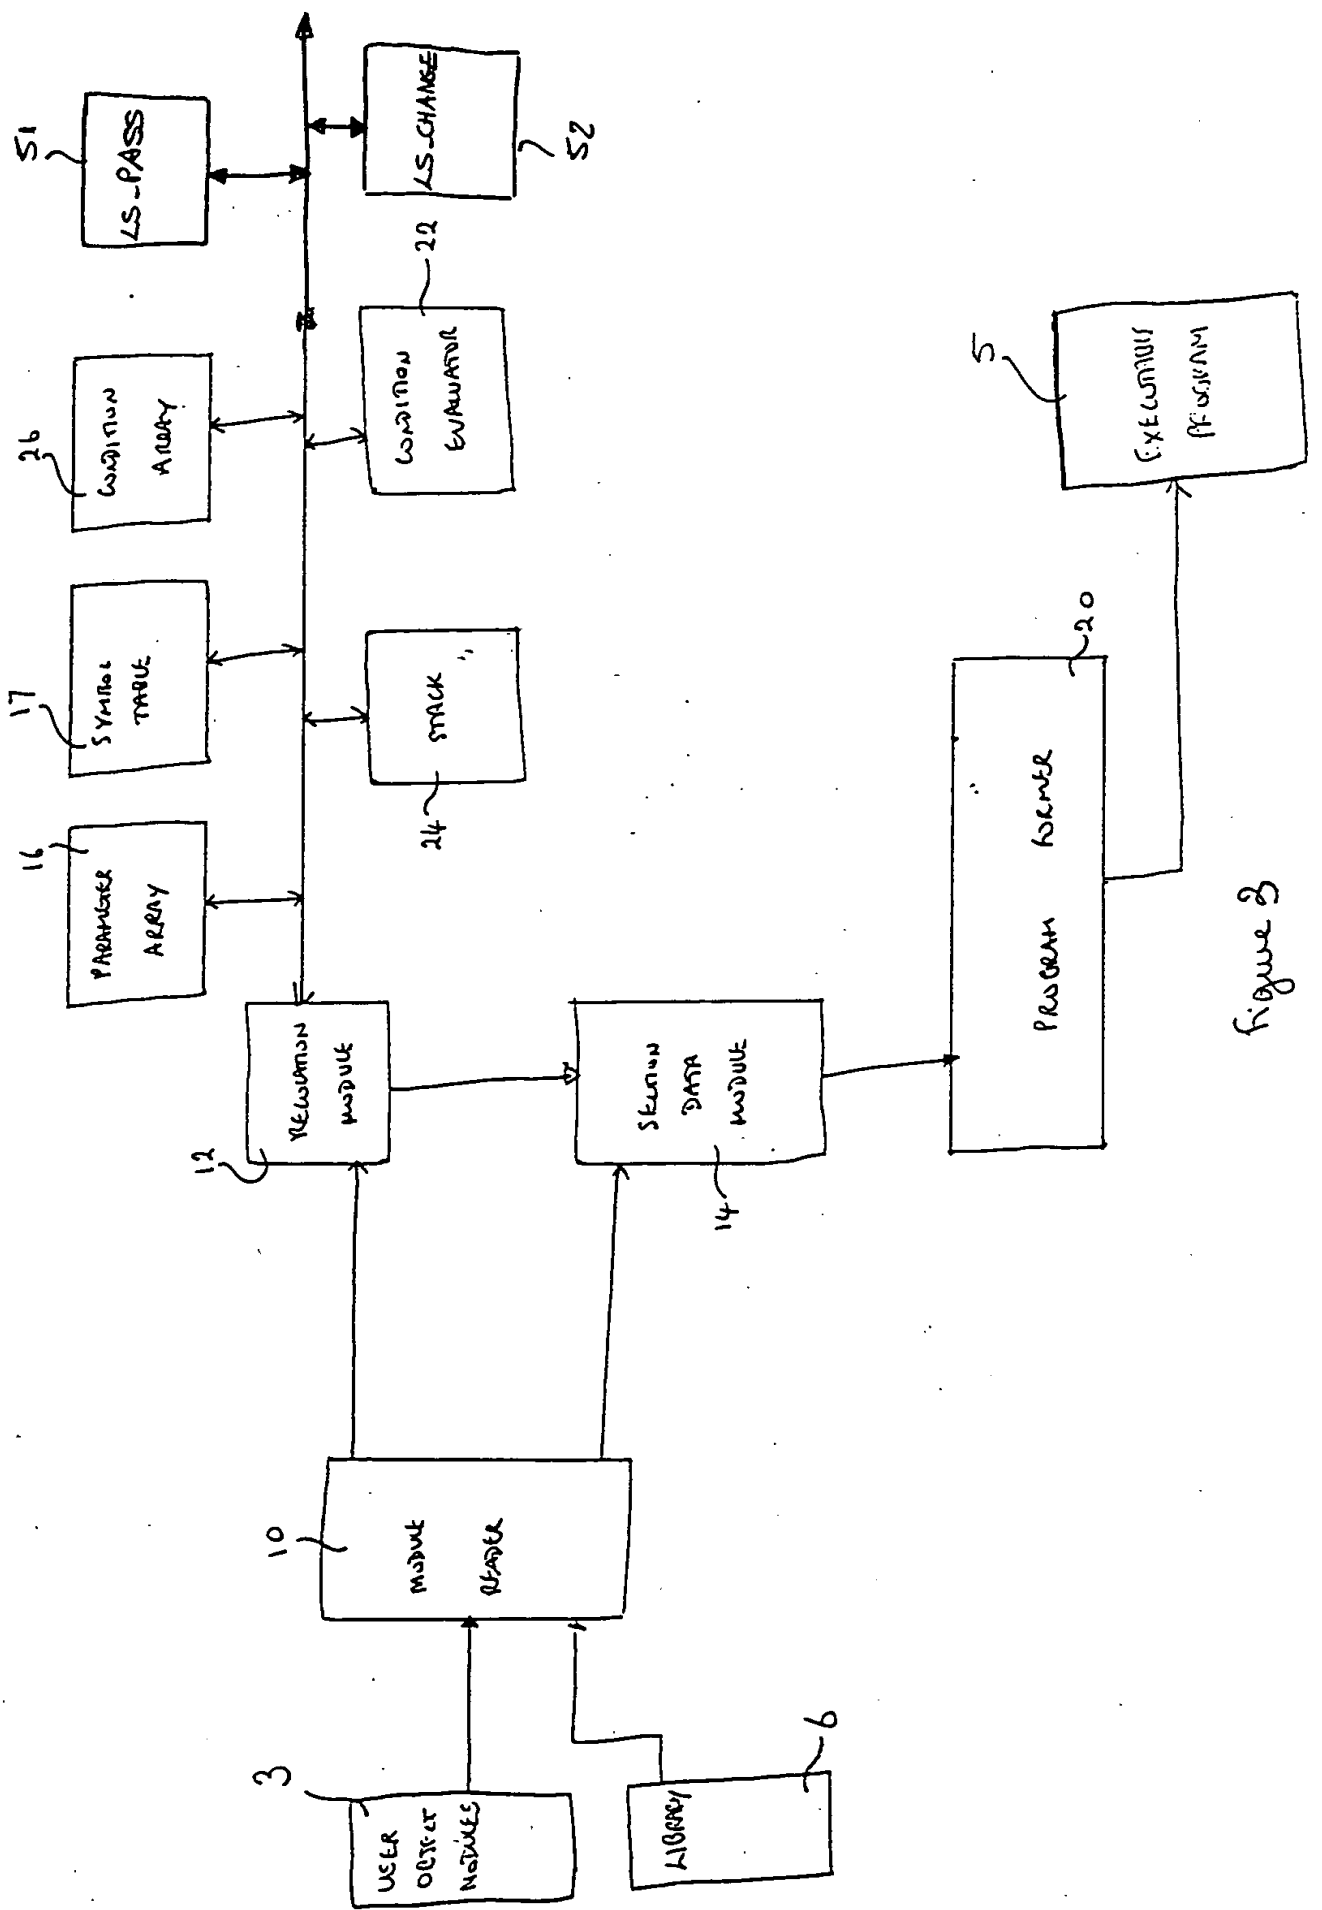 3
USER
OBJECT
MODULES
LIBRARY
6
10
MODULE
READER
12
RELOCATION
MODULE
SECTION
DATA
MODULE
14
16
PARAMETER
ARRAY
17
SYMBOL
TABLE
26
CONDITION
ARRAY
51
LS_PASS
STACK
24
CONDITION
EVALUATOR
22
LS_CHANGE
52
PROGRAM FORMER
20
5
EXECUTABLE
PROGRAM
Figure 3